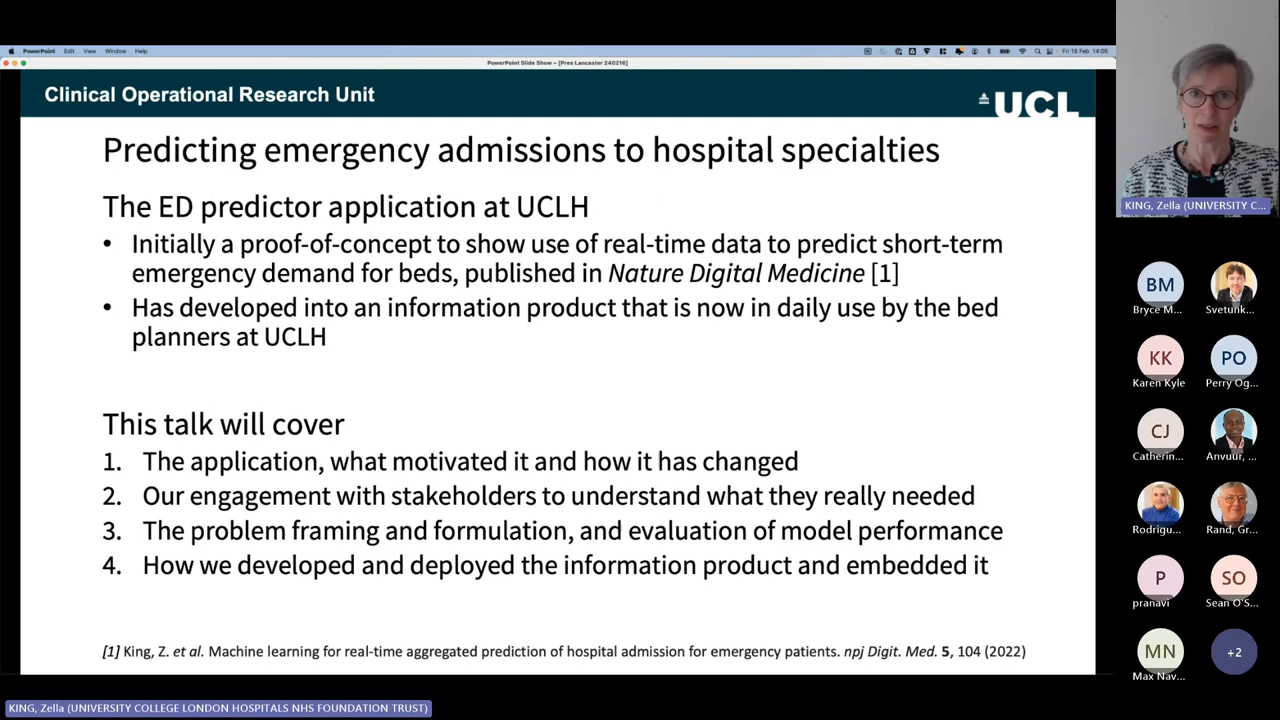 PowerPoint Edit View Window Help
Fri 16 Feb 14:05
PowerPoint Slide Show – [Pres Lancaster 240216]
Clinical Operational Research Unit
UCL
Predicting emergency admissions to hospital specialties
The ED predictor application at UCLH
• Initially a proof-of-concept to show use of real-time data to predict short-term
emergency demand for beds, published in Nature Digital Medicine [1]
• Has developed into an information product that is now in daily use by the bed
planners at UCLH
This talk will cover
1. The application, what motivated it and how it has changed
2. Our engagement with stakeholders to understand what they really needed
3. The problem framing and formulation, and evaluation of model performance
4. How we developed and deployed the information product and embedded it
[1] King, Z. et al. Machine learning for real-time aggregated prediction of hospital admission for emergency patients. npj Digit. Med. 5, 104 (2022)
KING, Zella (UNIVERSITY COLLEGE LONDON HOSPITALS NHS FOUNDATION TRUST)
KING, Zella (UNIVERSITY C...
BM
Bryce M...
Svetunk...
KK
Karen Kyle
PO
Perry Og...
CJ
Catherin...
Anvuur, ...
Rodrigu...
Rand, Gr...
P
pranavi
SO
Sean O'S...
MN
Max Nav...
+2